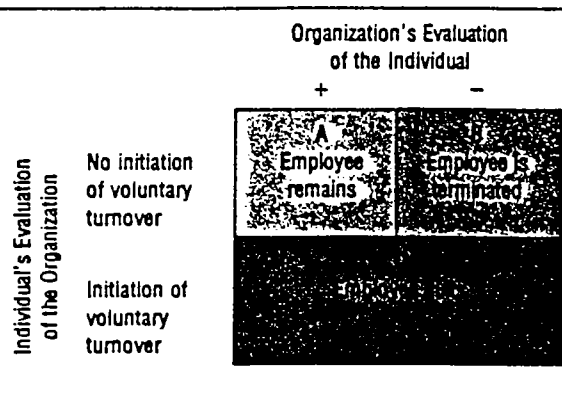 Organization's Evaluation
of the Individual
+ −
Individual's Evaluation
of the Organization
No initiation
of voluntary
turnover
A
Employee
remains
B
Employee is
terminated
Initiation of
voluntary
turnover